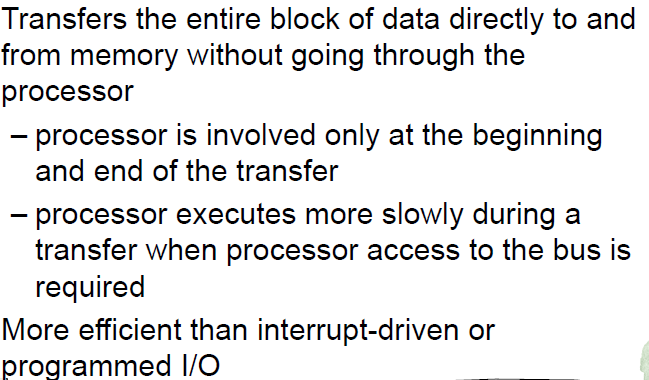 Transfers the entire block of data directly to and
from memory without going through the
processor
– processor is involved only at the beginning
and end of the transfer
– processor executes more slowly during a
transfer when processor access to the bus is
required
More efficient than interrupt-driven or
programmed I/O